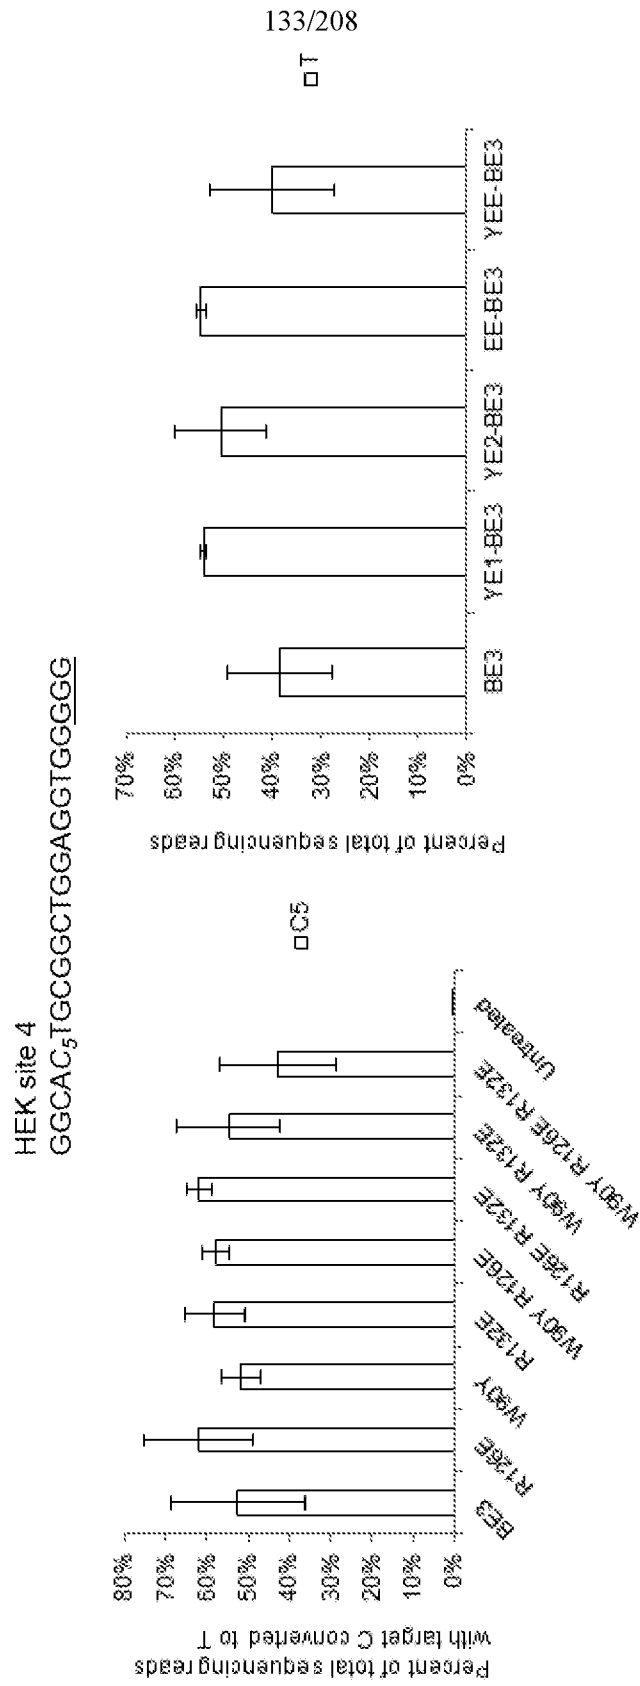 133/208
HEK site 4
GGCAC5TGCGGCTGGAGGTGGGGG
Percent of total sequencing reads
with target C converted to T
80%
70%
60%
50%
40%
30%
20%
10%
0%
BE3
R126E
W90Y
R132E
W90Y R126E
R126E R132E
W90Y R132E
W90Y R126E R132E
Untreated
C5
Percent of total sequencing reads
70%
60%
50%
40%
30%
20%
10%
0%
BE3
YE1-BE3
YE2-BE3
EE-BE3
YEE-BE3
T